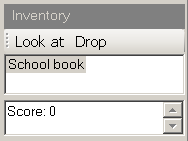 Inventory
Look at Drop
School book
Score: 0